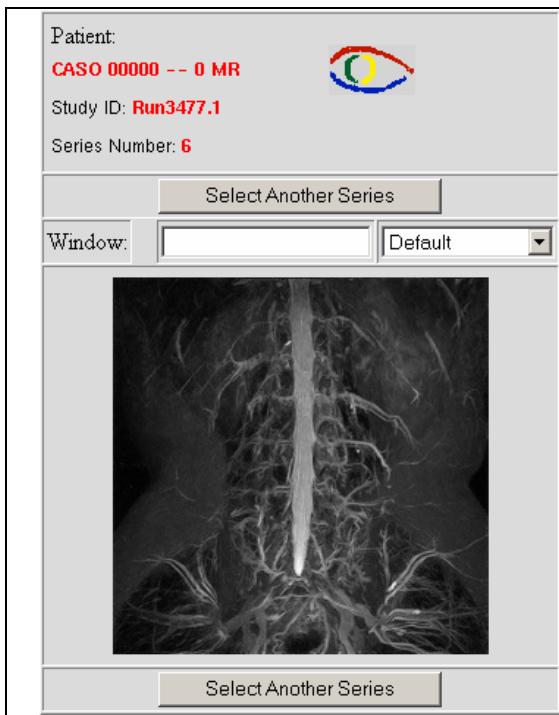 Patient:
CASO 00000 -- 0 MR
Study ID: Run3477.1
Series Number: 6
Select Another Series
Window: Default
Select Another Series